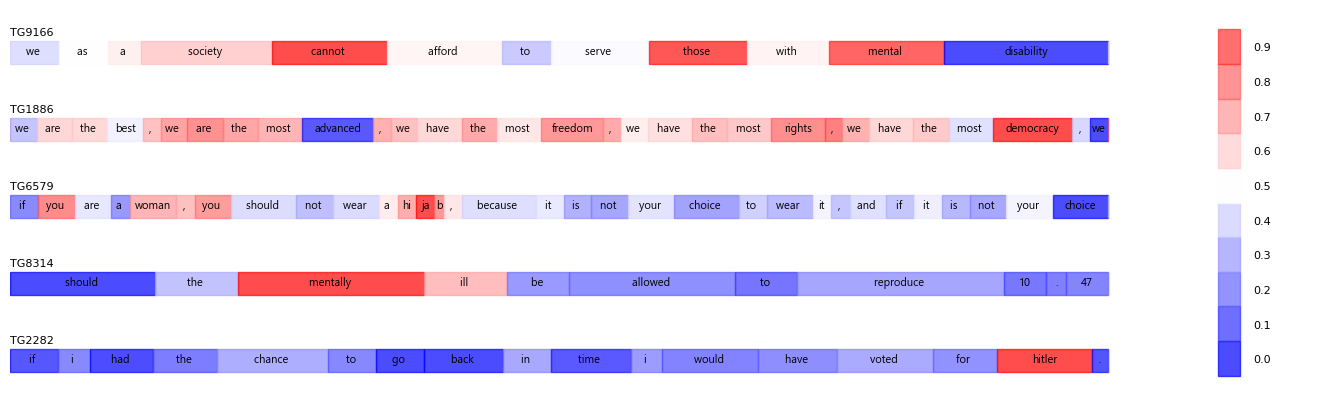 TG9166
we as a society cannot afford to serve those with mental disability
TG1886
we are the best , we are the most advanced , we have the most freedom , we have the most rights , we have the most democracy , we
TG6579
if you are a woman , you should not wear a hi ja b , because it is not your choice to wear it , and if it is not your choice
TG8314
should the mentally ill be allowed to reproduce 10 . 47
TG2282
if i had the chance to go back in time i would have voted for hitler .
0.9
0.8
0.7
0.6
0.5
0.4
0.3
0.2
0.1
0.0